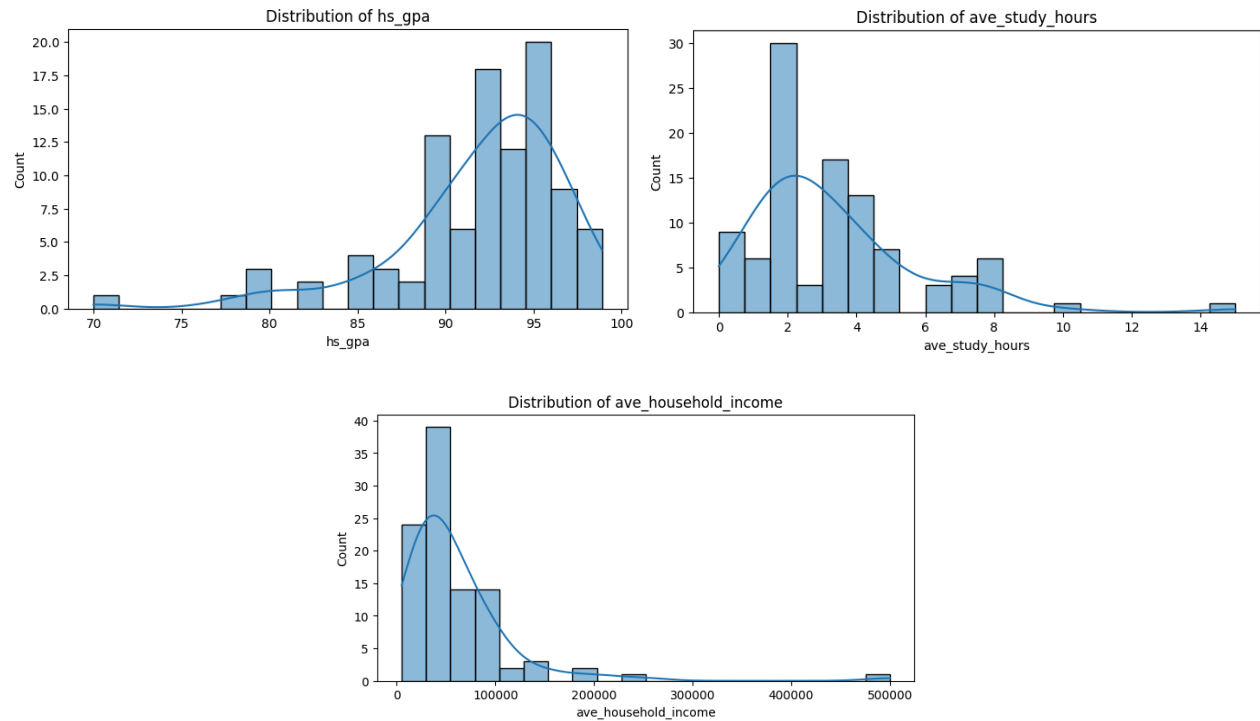 Distribution of hs_gpa
20.0
17.5
15.0
12.5
10.0
7.5
5.0
2.5
0.0
Count
70 75 80 85 90 95 100
hs_gpa
Distribution of ave_study_hours
30
25
20
15
10
5
0
Count
0 2 4 6 8 10 12 14
ave_study_hours
Distribution of ave_household_income
40
35
30
25
20
15
10
5
0
Count
0 100000 200000 300000 400000 500000
ave_household_income